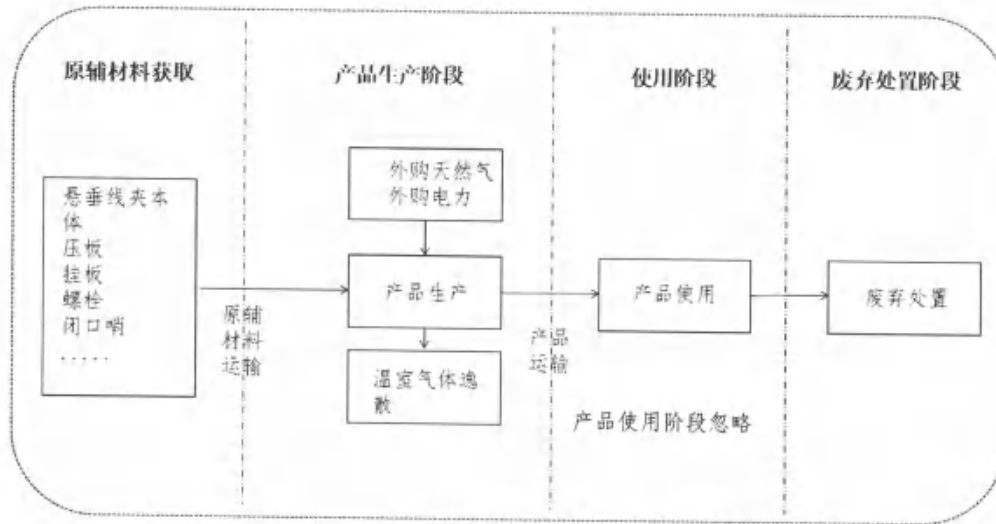 原辅材料获取
产品生产阶段
使用阶段
废弃处置阶段
悬垂线夹本
体
压板
挂板
螺栓
闭口哨
.....
原辅
材料
运输
外购天然气
外购电力
产品生产
温室气体逸
散
产品
运输
产品使用
产品使用阶段忽略
废弃处置